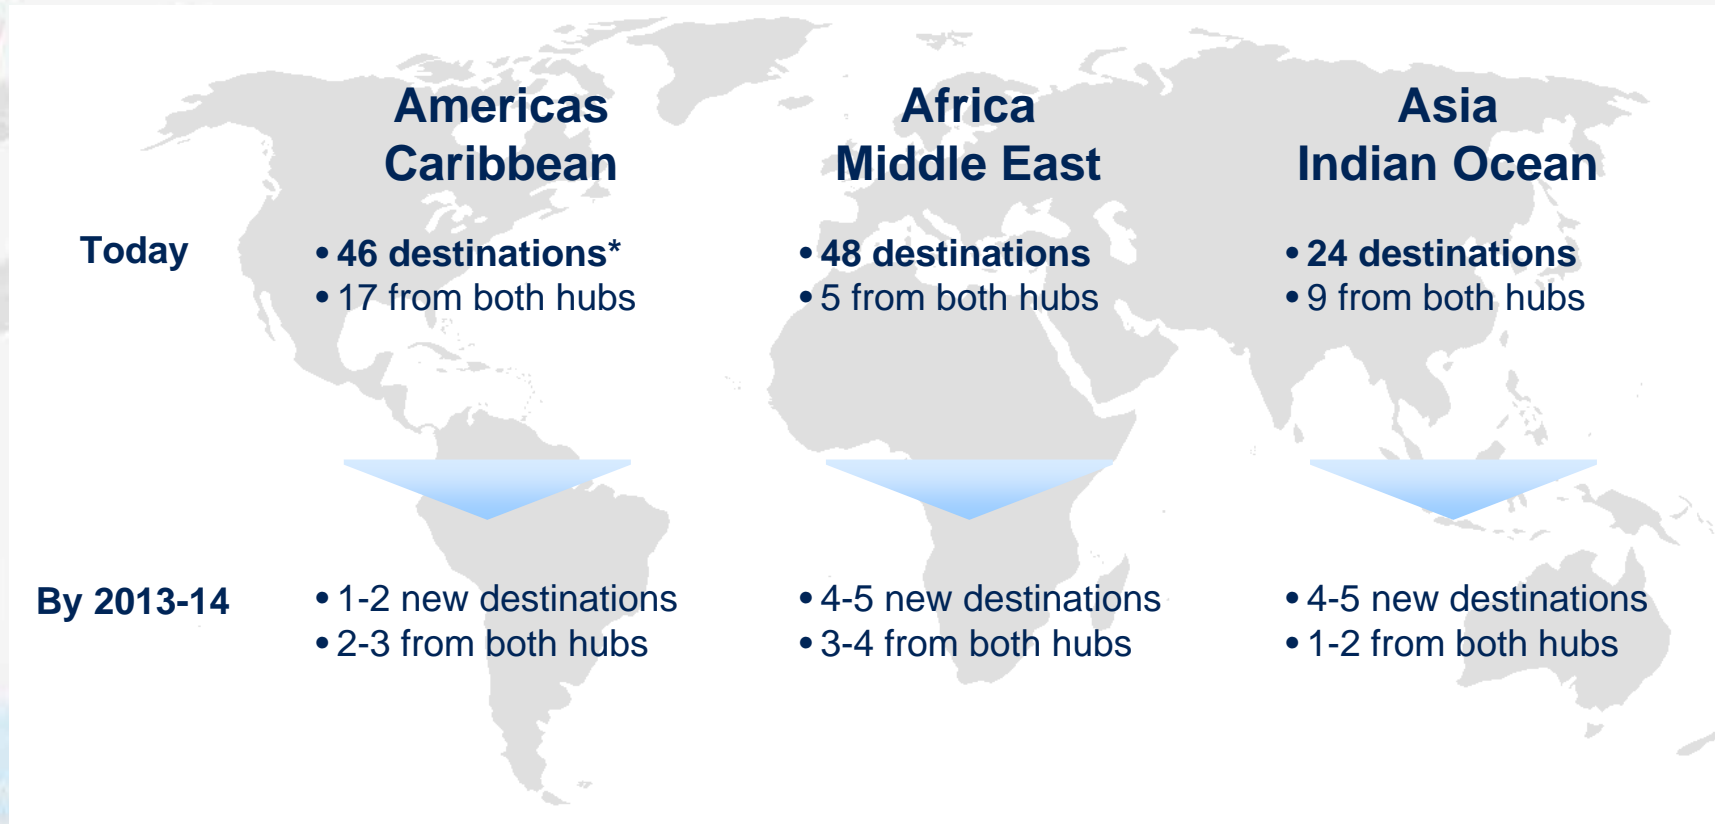 Americas
Caribbean
Africa
Middle East
Asia
Indian Ocean
Today
• 46 destinations*
• 17 from both hubs
• 48 destinations
• 5 from both hubs
• 24 destinations
• 9 from both hubs
By 2013-14
• 1-2 new destinations
• 2-3 from both hubs
• 4-5 new destinations
• 3-4 from both hubs
• 4-5 new destinations
• 1-2 from both hubs